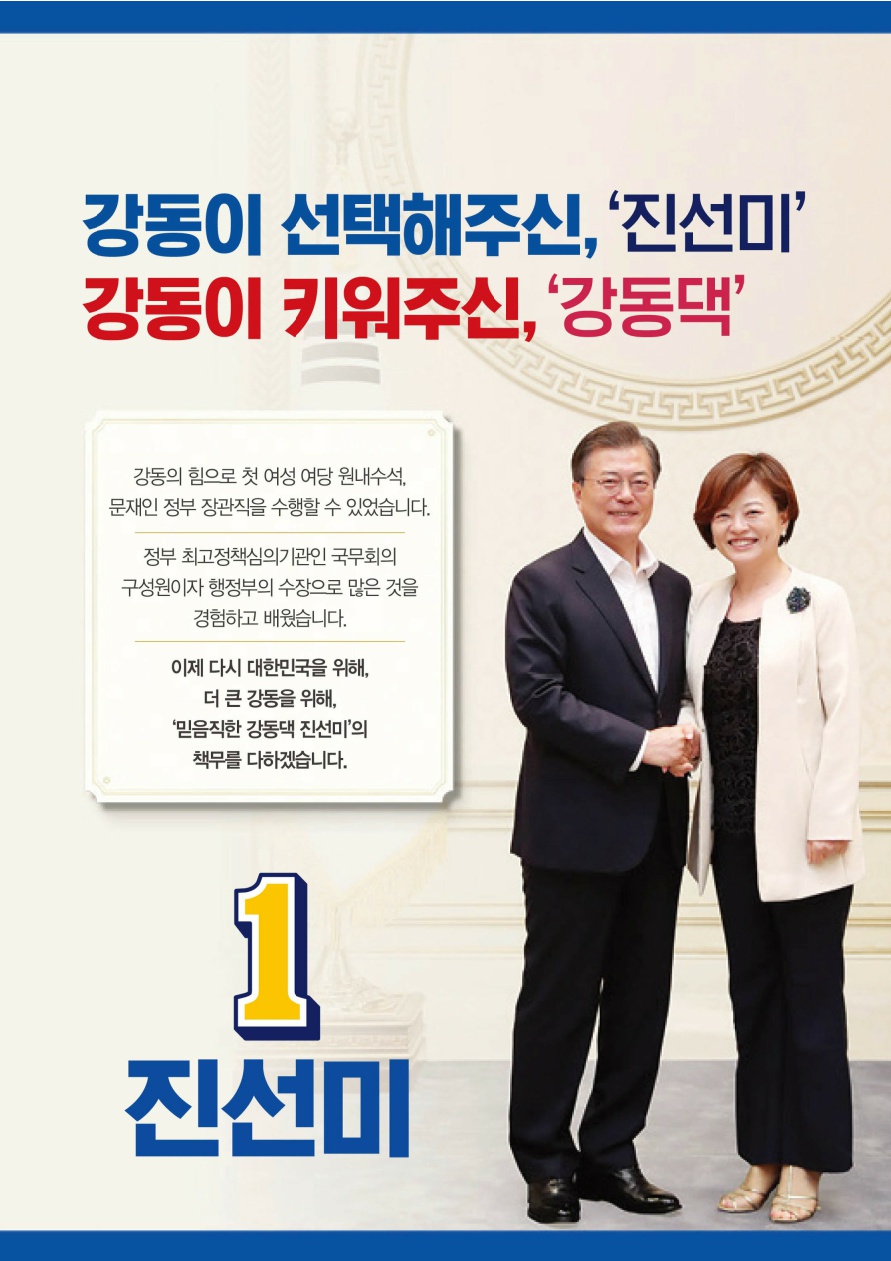 강동이 선택해주신, ‘진선미’
강동이 키워주신, ‘강동댁’
강동의 힘으로 첫 여성 여당 원내수석,
문재인 정부 장관직을 수행할 수 있었습니다.
정부 최고정책심의기관인 국무회의
구성원이자 행정부의 수장으로 많은 것을
경험하고 배웠습니다.
이제 다시 대한민국을 위해,
더 큰 강동을 위해,
‘믿음직한 강동댁 진선미’의
책무를 다하겠습니다.
1
진선미